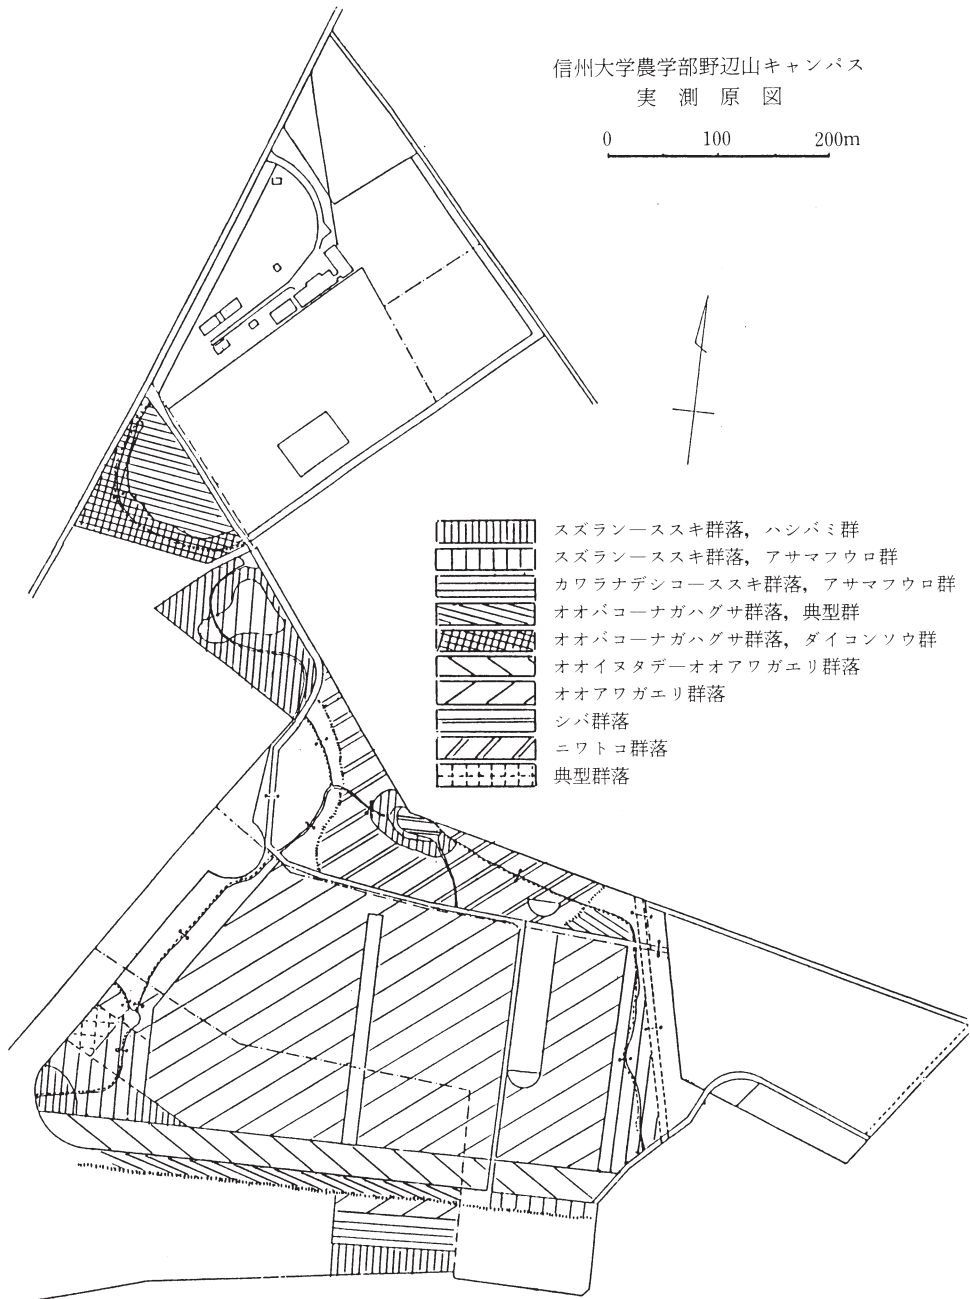 信州大学農学部野辺山キャンパス
実測原図
0 100 200m
スズラン—ススキ群落，ハシバミ群
スズラン—ススキ群落，アサマフウロ群
カワラナデシコ—ススキ群落，アサマフウロ群
オオバコ—ナガハグサ群落，典型群
オオバコ—ナガハグサ群落，ダイコンソウ群
オオイヌタデ—オオアワガエリ群落
オオアワガエリ群落
シバ群落
ニワトコ群落
典型群落